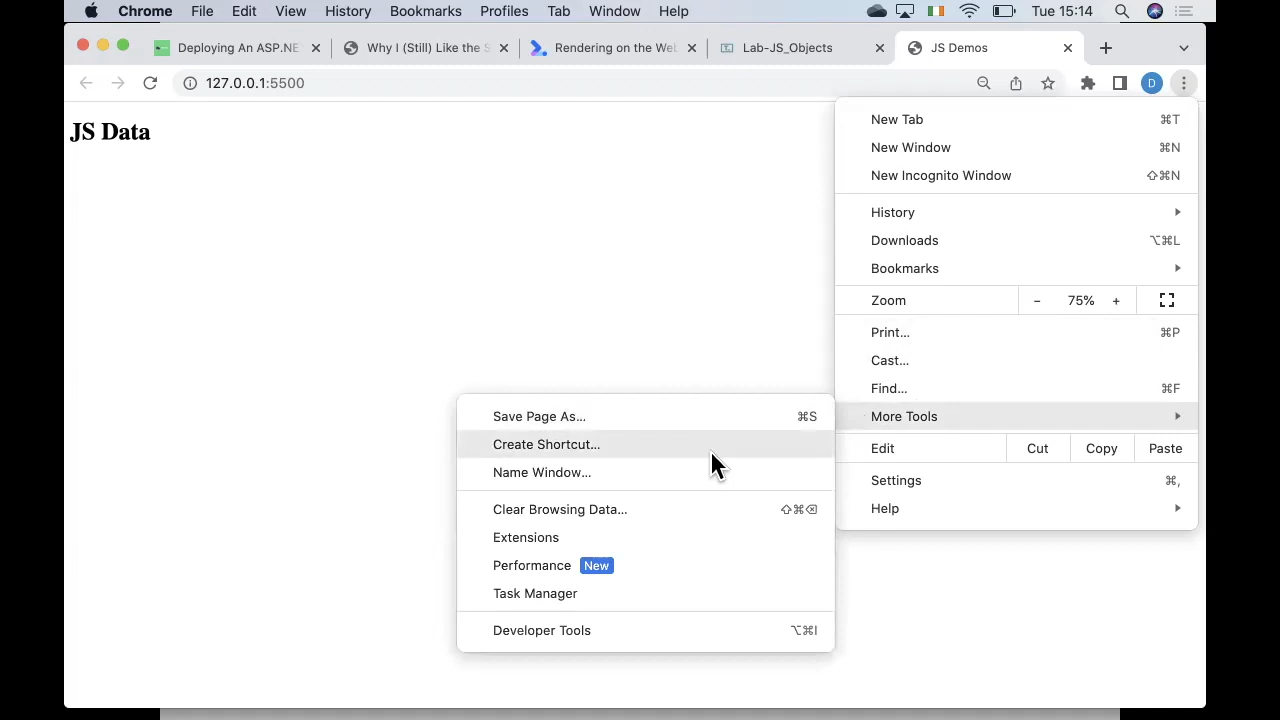 Chrome File Edit View History Bookmarks Profiles Tab Window Help Tue 15:14
Deploying An ASP.NE Why I (Still) Like the S Rendering on the Web Lab-JS_Objects JS Demos
127.0.0.1:5500 D
JS Data
New Tab ⌘T
New Window ⌘N
New Incognito Window ⇧⌘N
History
Downloads ⌥⌘L
Bookmarks
Zoom - 75% +
Print... ⌘P
Cast...
Find... ⌘F
More Tools
Edit Cut Copy Paste
Settings ⌘,
Help
Save Page As... ⌘S
Create Shortcut...
Name Window...
Clear Browsing Data... ⇧⌘⌫
Extensions
Performance New
Task Manager
Developer Tools ⌥⌘I